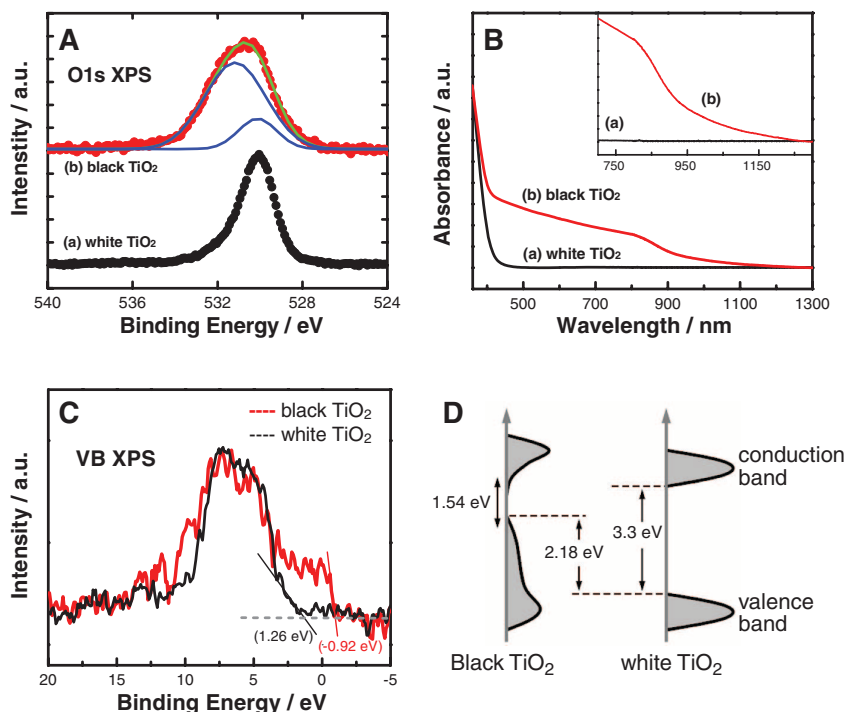 A
O1s XPS
(b) black TiO₂
(a) white TiO₂
Intenstity / a.u.
540 536 532 528 524
Binding Energy / eV
B
(a)
(b)
750 950 1150
(b) black TiO₂
(a) white TiO₂
Absorbance / a.u.
500 700 900 1100 1300
Wavelength / nm
C
black TiO₂
white TiO₂
VB XPS
Intensity / a.u.
(1.26 eV)
(-0.92 eV)
20 15 10 5 0 -5
Binding Energy / eV
D
conduction
band
1.54 eV
2.18 eV
3.3 eV
valence
band
Black TiO₂
white TiO₂